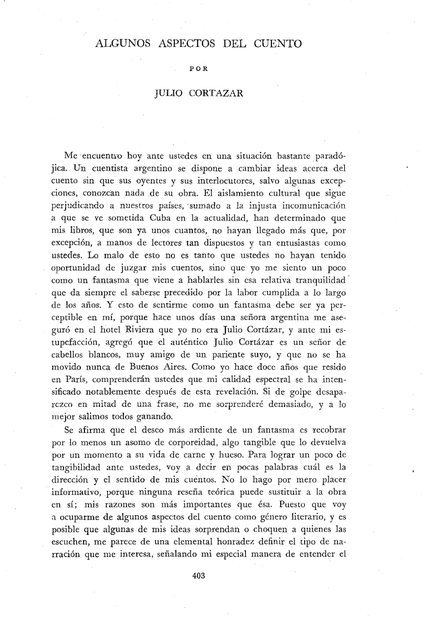 ALGUNOS ASPECTOS DEL CUENTO
POR
JULIO CORTAZAR
Me encuentro hoy ante ustedes en una situación bastante paradó-
jica. Un cuentista argentino se dispone a cambiar ideas acerca del
cuento sin que sus oyentes y sus interlocutores, salvo algunas excep-
ciones, conozcan nada de su obra. El aislamiento cultural que sigue
perjudicando a nuestros países, sumado a la injusta incomunicación
a que se ve sometida Cuba en la actualidad, han determinado que
mis libros, que son ya unos cuantos, no hayan llegado más que, por
excepción, a manos de lectores tan dispuestos y tan entusiastas como
ustedes. Lo malo de esto no es tanto que ustedes no hayan tenido
oportunidad de juzgar mis cuentos, sino que yo me siento un poco
como un fantasma que viene a hablarles sin esa relativa tranquilidad
que da siempre el saberse precedido por la labor cumplida a lo largo
de los años. Y esto de sentirme como un fantasma debe ser ya per-
ceptible en mí, porque hace unos días una señora argentina me ase-
guró en el hotel Riviera que yo no era Julio Cortázar, y ante mi es-
tupefacción, agregó que el auténtico Julio Cortázar es un señor de
cabellos blancos, muy amigo de un pariente suyo, y que no se ha
movido nunca de Buenos Aires. Como yo hace doce años que resido
en París, comprenderán ustedes que mi calidad espectral se ha inten-
sificado notablemente después de esta revelación. Si de golpe desapa-
rezco en mitad de una frase, no me sorprenderé demasiado, y a lo
mejor salimos todos ganando.
Se afirma que el deseo más ardiente de un fantasma es recobrar
por lo menos un asomo de corporeidad, algo tangible que lo devuelva
por un momento a su vida de carne y hueso. Para lograr un poco de
tangibilidad ante ustedes, voy a decir en pocas palabras cuál es la
dirección y el sentido de mis cuentos. No lo hago por mero placer
informativo, porque ninguna reseña teórica puede sustituir a la obra
en sí; mis razones son más importantes que ésa. Puesto que voy
a ocuparme de algunos aspectos del cuento como género literario, y es
posible que algunas de mis ideas sorprendan o choquen a quienes las
escuchen, me parece de una elemental honradez definir el tipo de na-
rración que me interesa, señalando mi especial manera de entender el
403